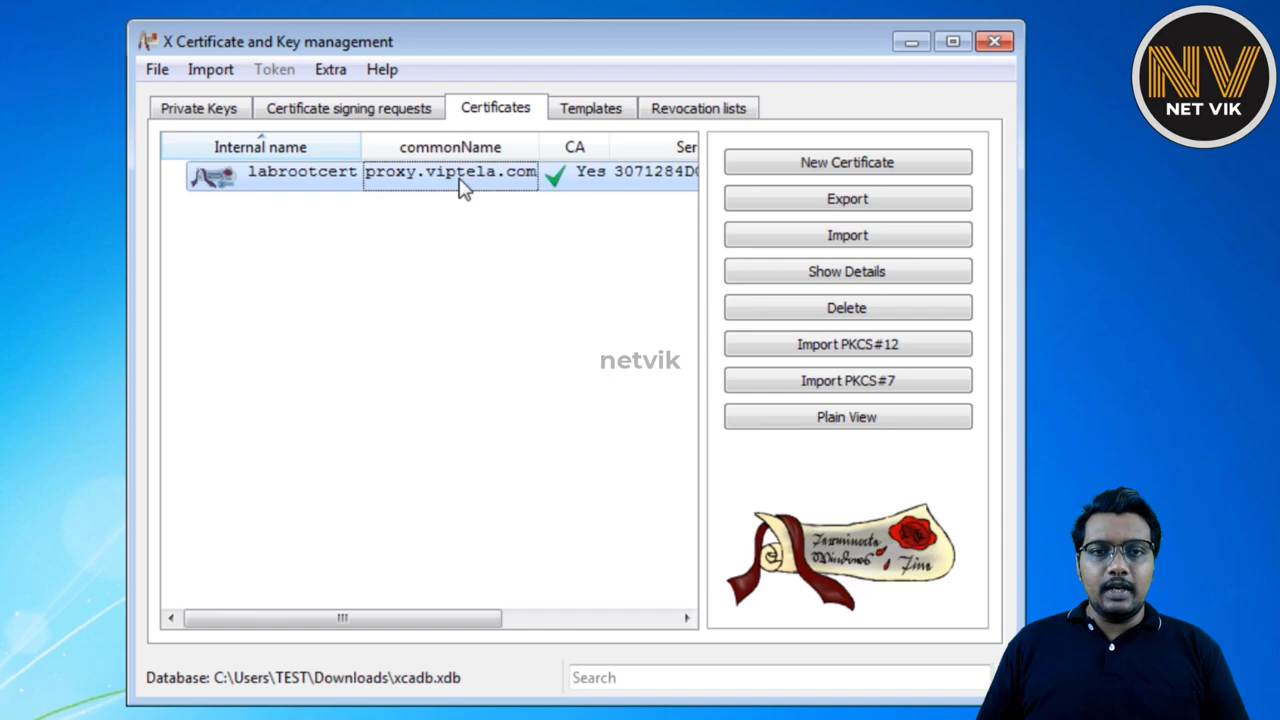 X Certificate and Key management
NV
NET VIK
File Import Token Extra Help
Private Keys Certificate signing requests Certificates Templates Revocation lists
Internal name commonName CA Ser
labrootcert proxy.viptela.com Yes 3071284D0
New Certificate
Export
Import
Show Details
Delete
Import PKCS#12
netvik
Import PKCS#7
Plain View
Database: C:\Users\TEST\Downloads\xcadb.xdb
Search